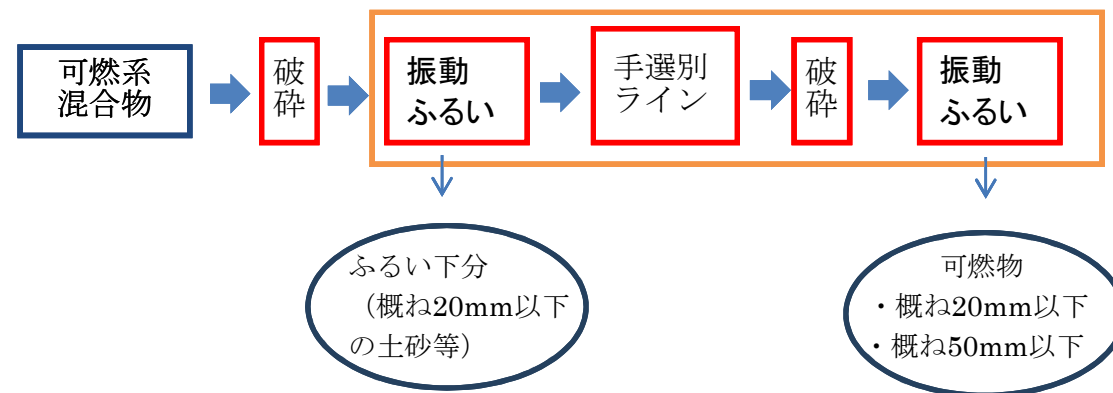 可燃系
混合物
破
砕
振動
ふるい
手選別
ライン
破
砕
振動
ふるい
ふるい下分
（概ね20mm以下
の土砂等）
可燃物
・概ね20mm以下
・概ね50mm以下